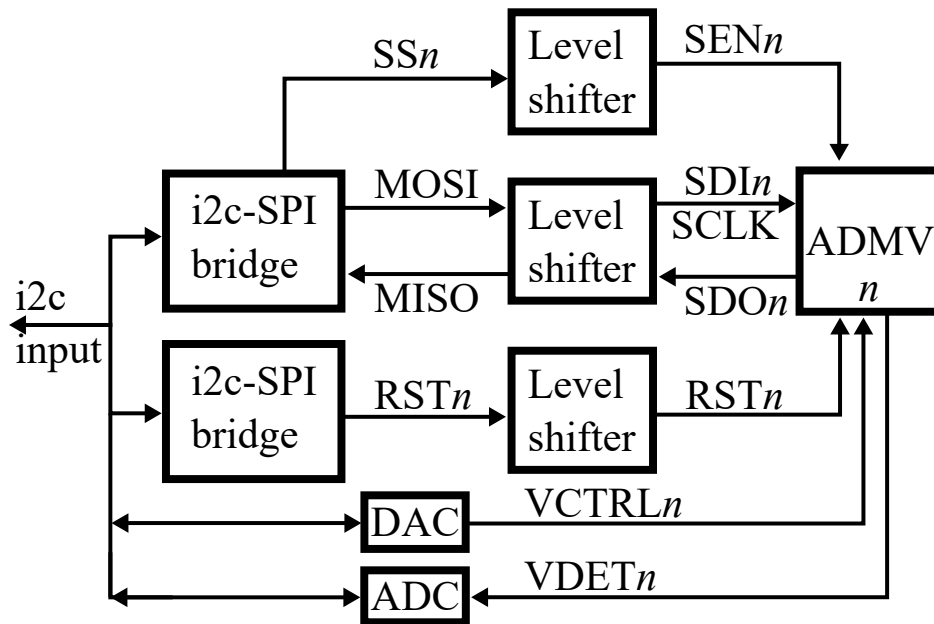 SSn
Level
shifter
SENn
i2c-SPI
bridge
MOSI
MISO
Level
shifter
SDIn
SCLK
SDOn
ADMV
n
i2c
input
i2c-SPI
bridge
RSTn
Level
shifter
RSTn
DAC
VCTRLn
ADC
VDETn